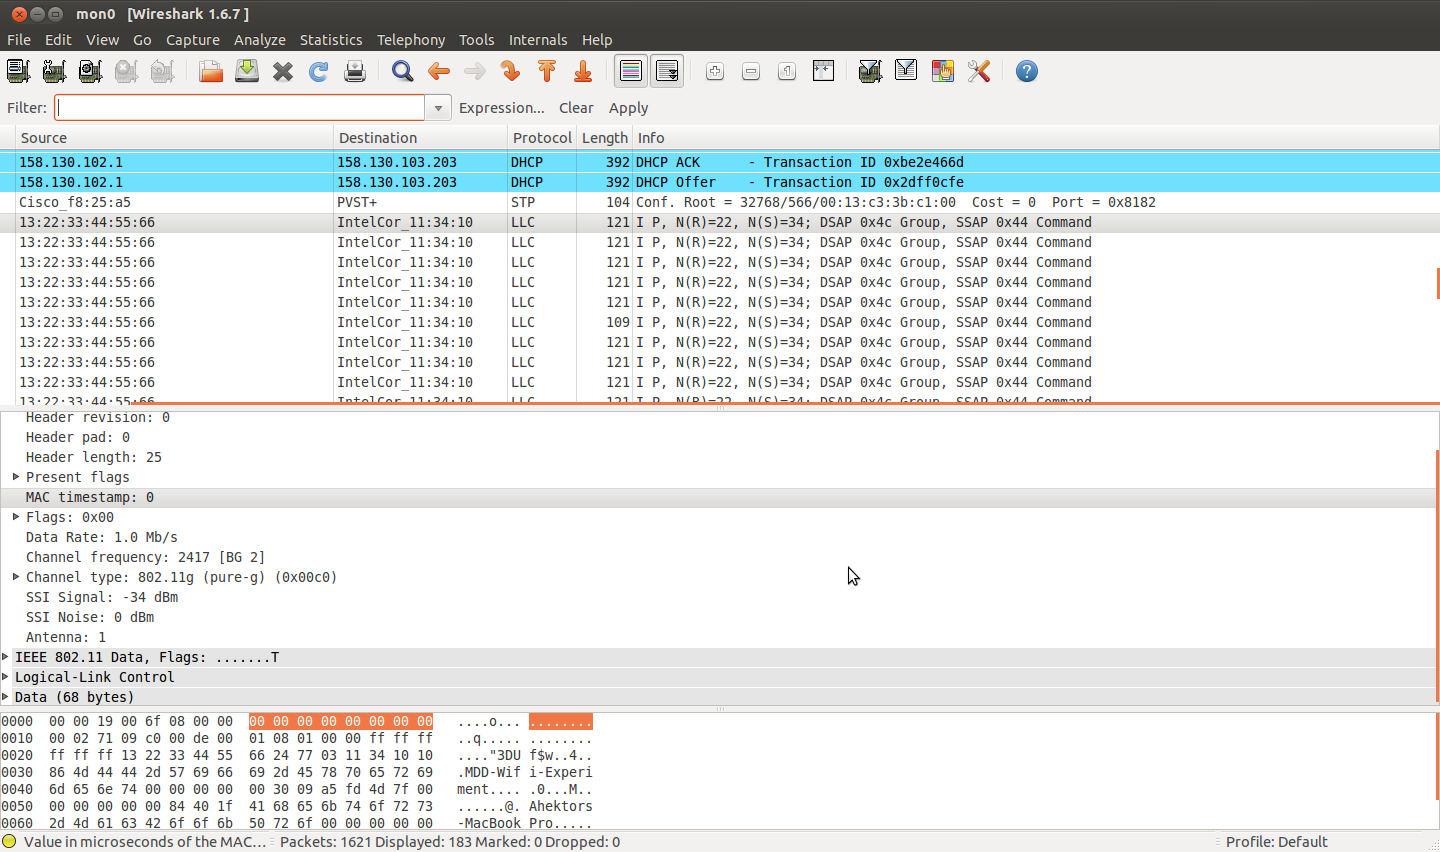 mon0   [Wireshark 1.6.7 ]
File Edit View Go Capture Analyze Statistics Telephony Tools Internals Help
Filter: Expression... Clear Apply
Source Destination Protocol Length Info
158.130.102.1 158.130.103.203 DHCP 392 DHCP ACK      - Transaction ID 0xbe2e466d
158.130.102.1 158.130.103.203 DHCP 392 DHCP Offer    - Transaction ID 0x2dff0cfe
Cisco_f8:25:a5 PVST+ STP 104 Conf. Root = 32768/566/00:13:c3:3b:c1:00  Cost = 0  Port = 0x8182
13:22:33:44:55:66 IntelCor_11:34:10 LLC 121 I P, N(R)=22, N(S)=34; DSAP 0x4c Group, SSAP 0x44 Command
13:22:33:44:55:66 IntelCor_11:34:10 LLC 121 I P, N(R)=22, N(S)=34; DSAP 0x4c Group, SSAP 0x44 Command
13:22:33:44:55:66 IntelCor_11:34:10 LLC 121 I P, N(R)=22, N(S)=34; DSAP 0x4c Group, SSAP 0x44 Command
13:22:33:44:55:66 IntelCor_11:34:10 LLC 121 I P, N(R)=22, N(S)=34; DSAP 0x4c Group, SSAP 0x44 Command
13:22:33:44:55:66 IntelCor_11:34:10 LLC 121 I P, N(R)=22, N(S)=34; DSAP 0x4c Group, SSAP 0x44 Command
13:22:33:44:55:66 IntelCor_11:34:10 LLC 109 I P, N(R)=22, N(S)=34; DSAP 0x4c Group, SSAP 0x44 Command
13:22:33:44:55:66 IntelCor_11:34:10 LLC 121 I P, N(R)=22, N(S)=34; DSAP 0x4c Group, SSAP 0x44 Command
13:22:33:44:55:66 IntelCor_11:34:10 LLC 121 I P, N(R)=22, N(S)=34; DSAP 0x4c Group, SSAP 0x44 Command
13:22:33:44:55:66 IntelCor_11:34:10 LLC 121 I P, N(R)=22, N(S)=34; DSAP 0x4c Group, SSAP 0x44 Command
13:22:33:44:55:66 IntelCor_11:34:10 LLC 121 I P, N(R)=22, N(S)=34; DSAP 0x4c Group, SSAP 0x44 Command
Header revision: 0
Header pad: 0
Header length: 25
Present flags
MAC timestamp: 0
Flags: 0x00
Data Rate: 1.0 Mb/s
Channel frequency: 2417 [BG 2]
Channel type: 802.11g (pure-g) (0x00c0)
SSI Signal: -34 dBm
SSI Noise: 0 dBm
Antenna: 1
IEEE 802.11 Data, Flags: .......T
Logical-Link Control
Data (68 bytes)
0000  00 00 19 00 6f 08 00 00  00 00 00 00 00 00 00 00   ....o... ........
0010  00 02 71 09 c0 00 de 00  01 08 01 00 00 ff ff ff   ..q..... ........
0020  ff ff ff 13 22 33 44 55  66 24 77 03 11 34 10 10   ...."3DU f$w..4..
0030  86 4d 44 44 2d 57 69 66  69 2d 45 78 70 65 72 69   .MDD-Wif i-Experi
0040  6d 65 6e 74 00 00 00 00  00 30 09 a5 fd 4d 7f 00   ment.... .0...M..
0050  00 00 00 00 00 84 40 1f  41 68 65 6b 74 6f 72 73   ......@. Ahektors
0060  2d 4d 61 63 42 6f 6f 6b  50 72 6f 00 00 00 00 00   -MacBook Pro.....
Value in microseconds of the MAC... Packets: 1621 Displayed: 183 Marked: 0 Dropped: 0 Profile: Default